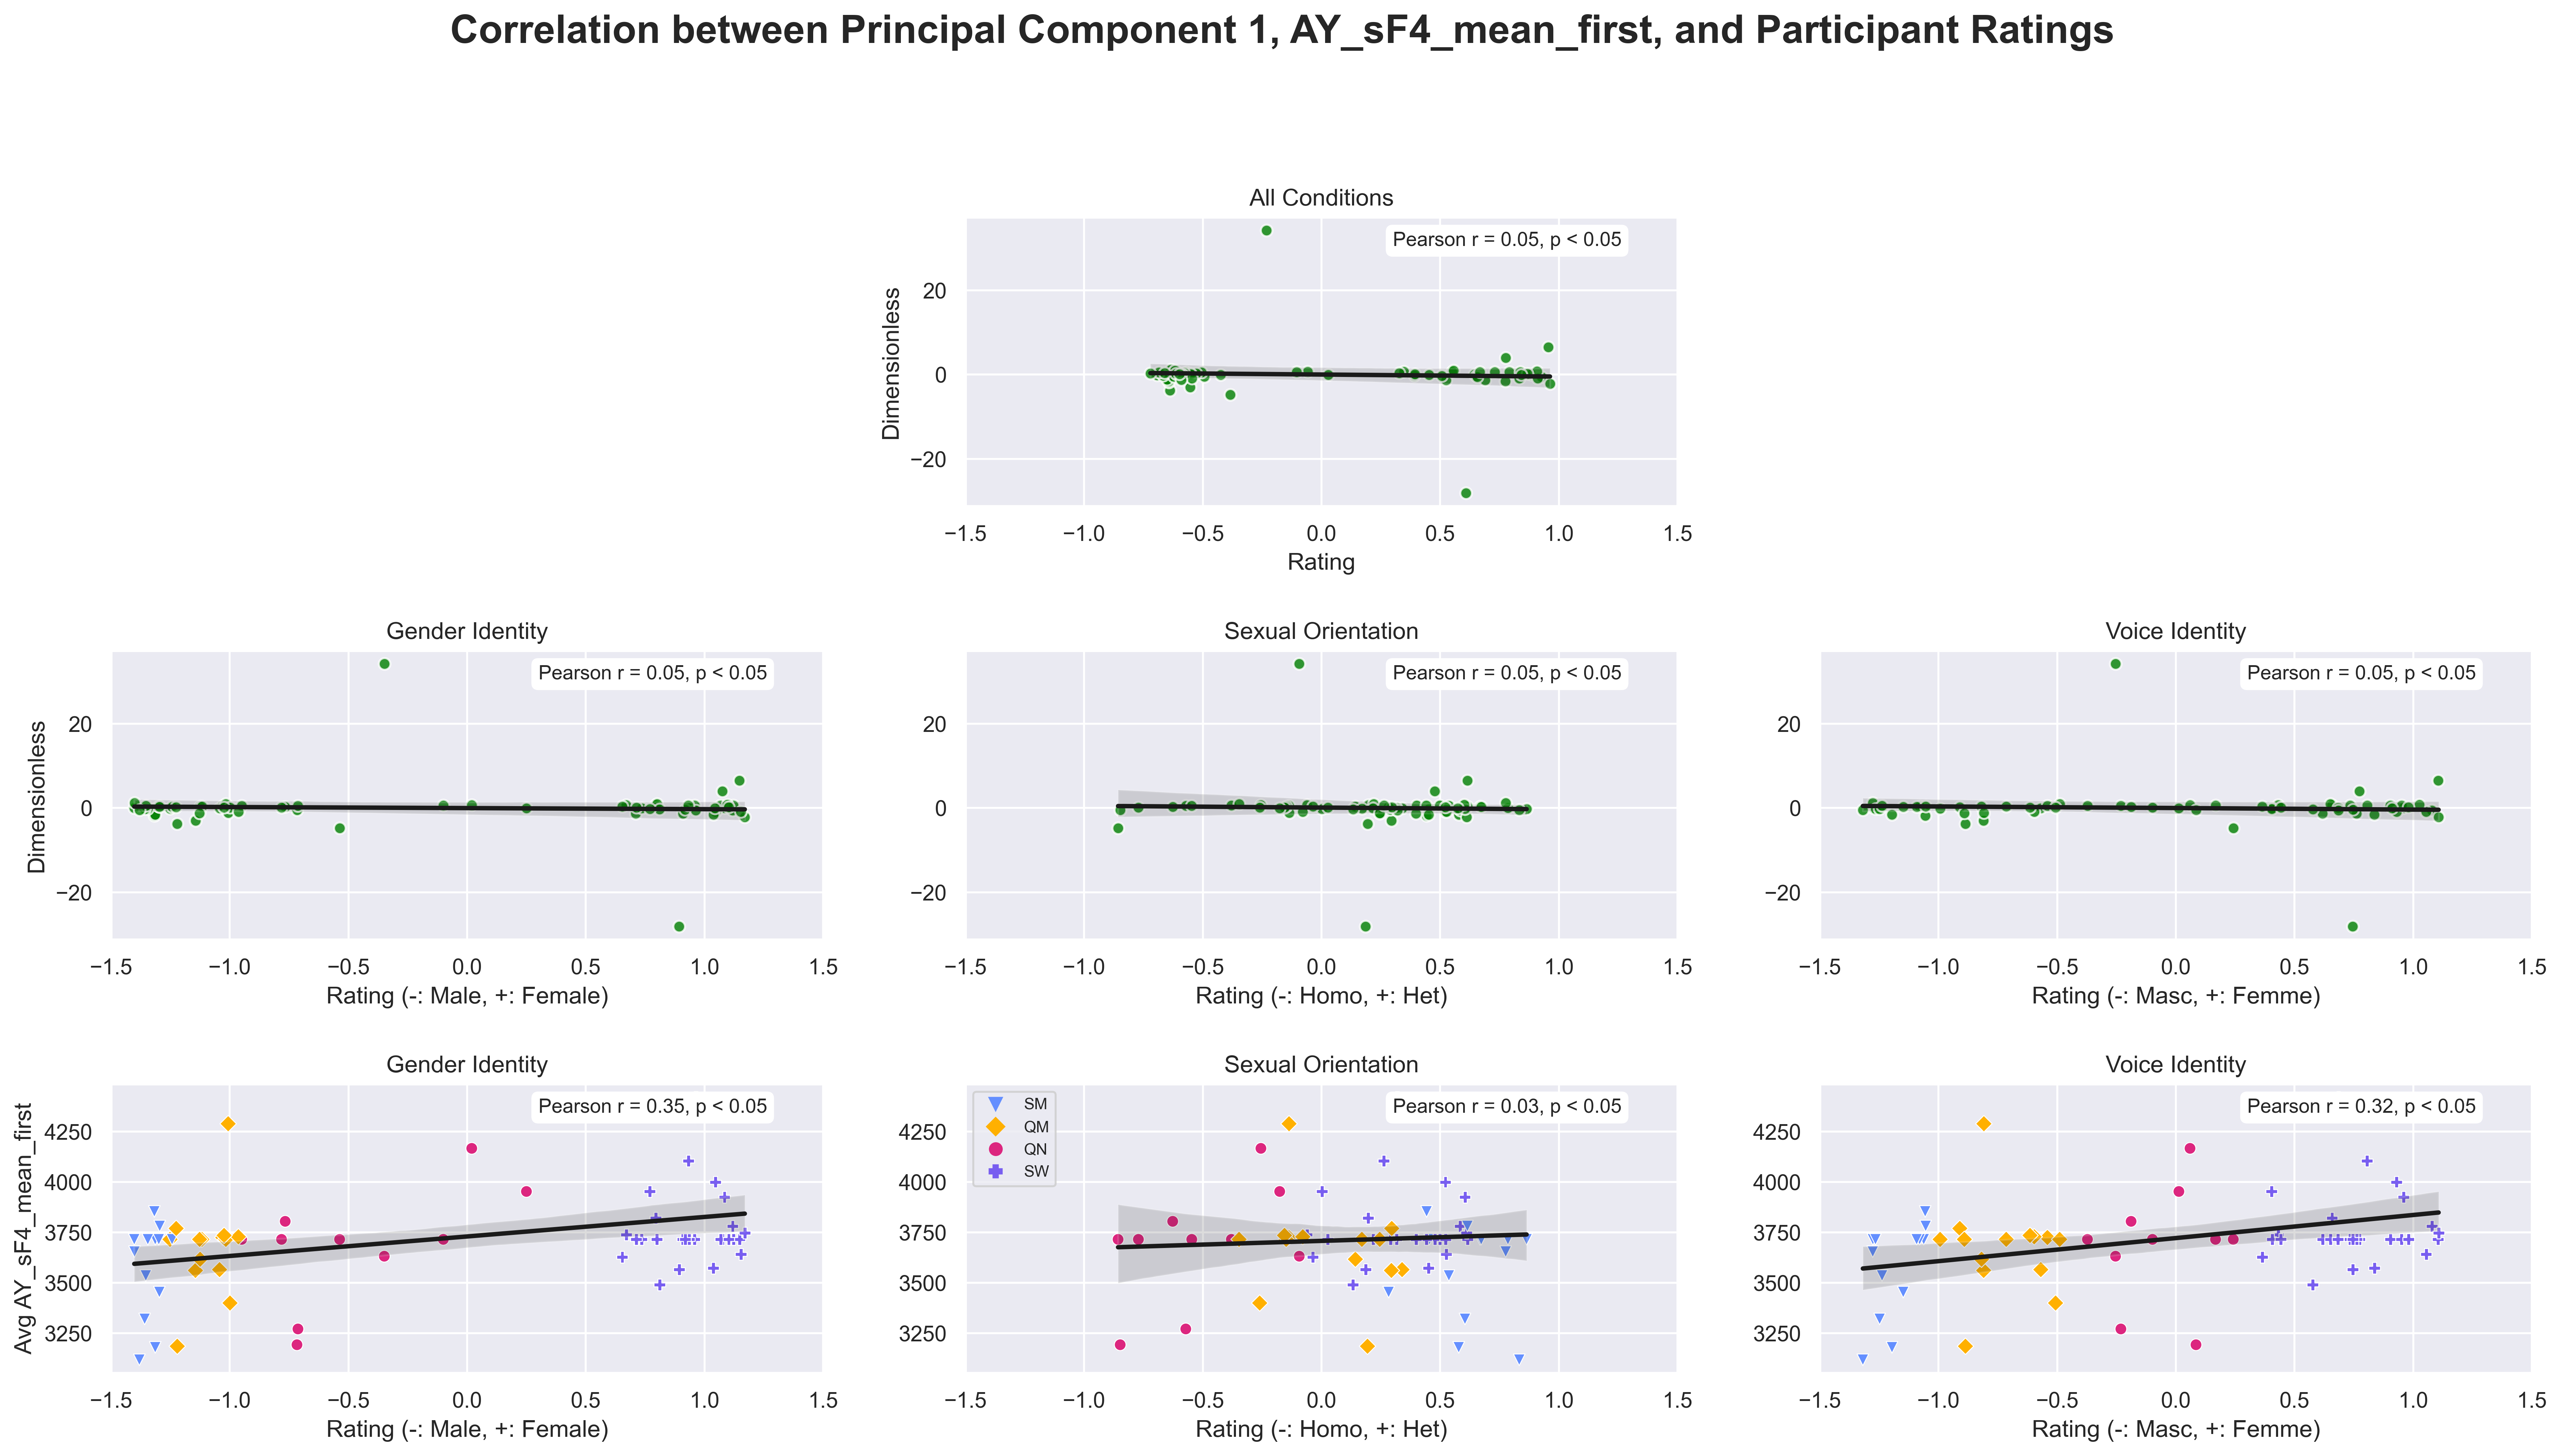 Correlation between Principal Component 1, AY_sF4_mean_first, and Participant Ratings
All Conditions
Pearson r = 0.05, p < 0.05
Dimensionless
20
0
−20
−1.5 −1.0 −0.5 0.0 0.5 1.0 1.5
Rating
Gender Identity
Pearson r = 0.05, p < 0.05
Dimensionless
20
0
−20
−1.5 −1.0 −0.5 0.0 0.5 1.0 1.5
Rating (-: Male, +: Female)
Sexual Orientation
Pearson r = 0.05, p < 0.05
20
0
−20
−1.5 −1.0 −0.5 0.0 0.5 1.0 1.5
Rating (-: Homo, +: Het)
Voice Identity
Pearson r = 0.05, p < 0.05
20
0
−20
−1.5 −1.0 −0.5 0.0 0.5 1.0 1.5
Rating (-: Masc, +: Femme)
Gender Identity
Pearson r = 0.35, p < 0.05
Avg AY_sF4_mean_first
4250
4000
3750
3500
3250
−1.5 −1.0 −0.5 0.0 0.5 1.0 1.5
Rating (-: Male, +: Female)
Sexual Orientation
Pearson r = 0.03, p < 0.05
SM
QM
QN
SW
4250
4000
3750
3500
3250
−1.5 −1.0 −0.5 0.0 0.5 1.0 1.5
Rating (-: Homo, +: Het)
Voice Identity
Pearson r = 0.32, p < 0.05
4250
4000
3750
3500
3250
−1.5 −1.0 −0.5 0.0 0.5 1.0 1.5
Rating (-: Masc, +: Femme)